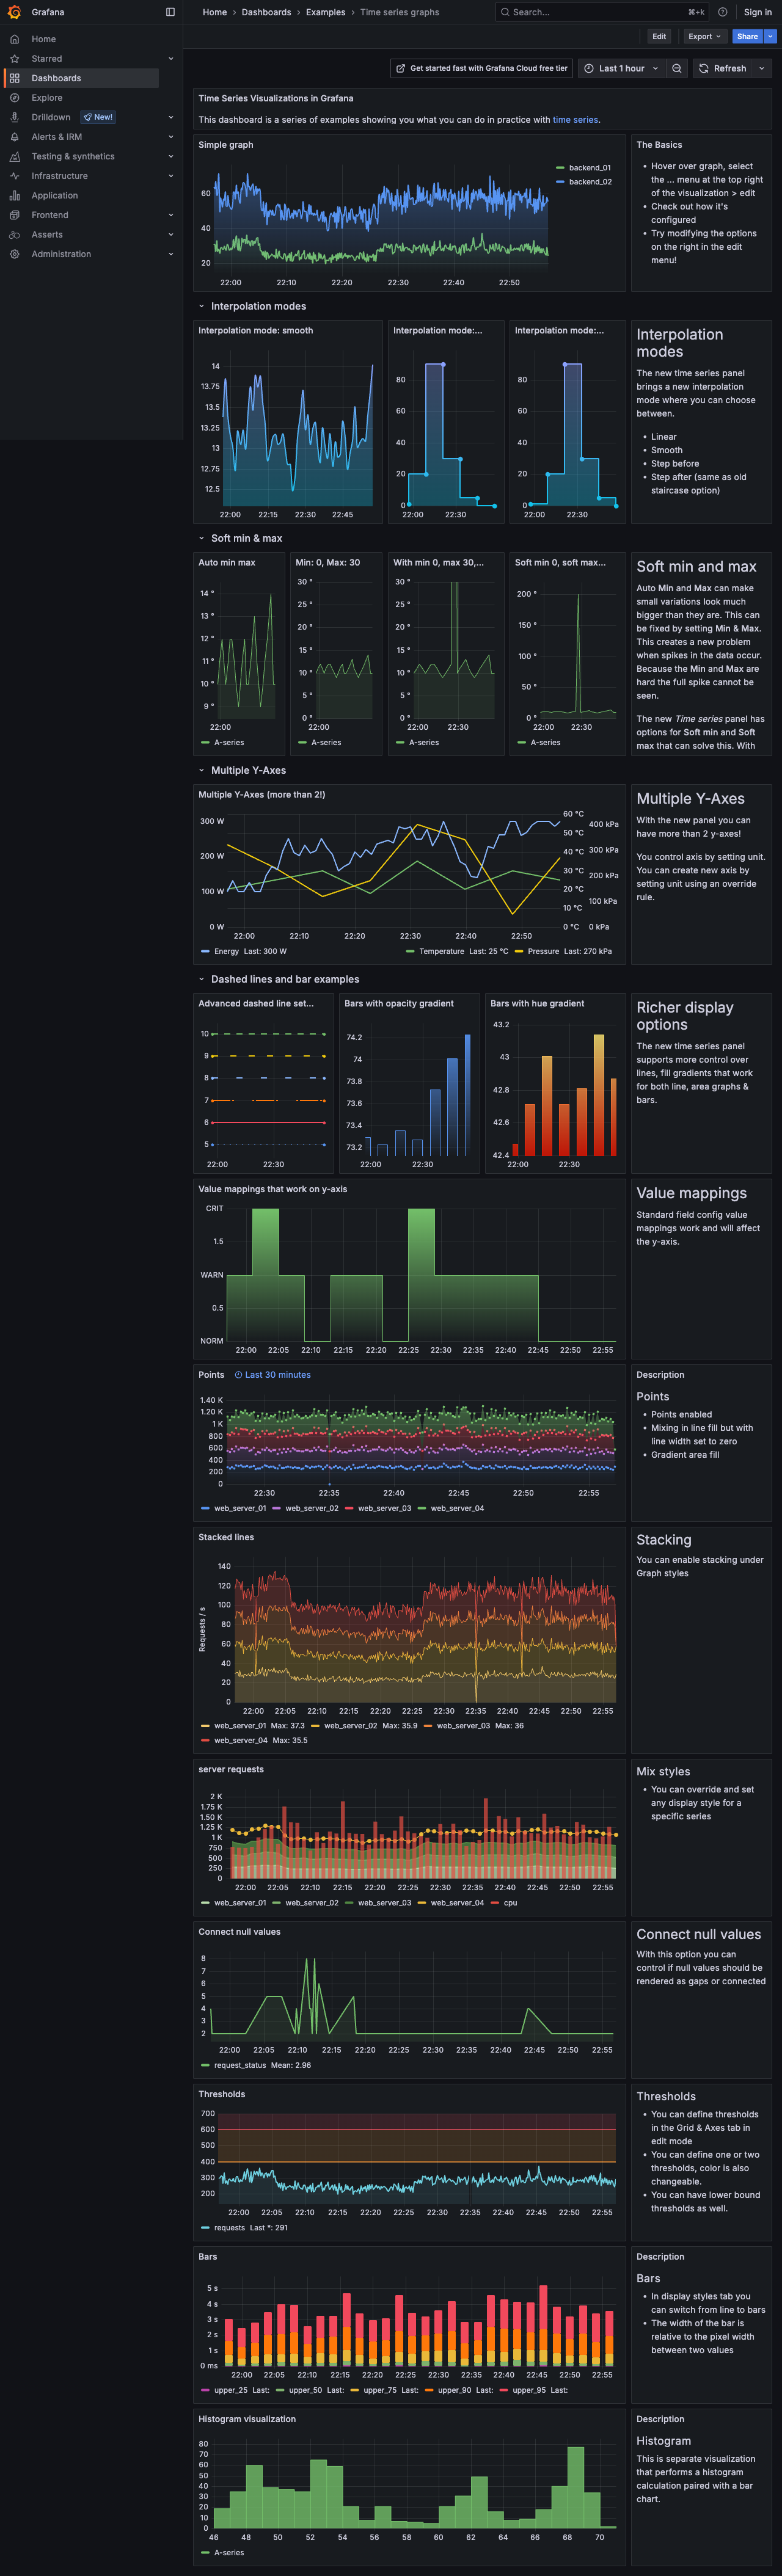 Grafana
Home › Dashboards › Examples › Time series graphs
Search...
⌘+k
Sign in
Edit
Export
Share
Home
Starred
Dashboards
Explore
Drilldown
New!
Alerts & IRM
Testing & synthetics
Infrastructure
Application
Frontend
Asserts
Administration
Get started fast with Grafana Cloud free tier
Last 1 hour
Refresh
Time Series Visualizations in Grafana
This dashboard is a series of examples showing you what you can do in practice with time series.
Simple graph
60
40
20
22:00 22:10 22:20 22:30 22:40 22:50
backend_01
backend_02
The Basics
Hover over graph, select
the ... menu at the top right
of the visualization > edit
Check out how it's
configured
Try modifying the options
on the right in the edit
menu!
Interpolation modes
Interpolation mode: smooth
14
13.75
13.5
13.25
13
12.75
12.5
22:00 22:15 22:30 22:45
Interpolation mode:...
80
60
40
20
0
22:00 22:30
Interpolation mode:...
80
60
40
20
0
22:00 22:30
Interpolation
modes
The new time series panel
brings a new interpolation
mode where you can choose
between.
Linear
Smooth
Step before
Step after (same as old
staircase option)
Soft min & max
Auto min max
14 °
13 °
12 °
11 °
10 °
9 °
22:00
A-series
Min: 0, Max: 30
30 °
25 °
20 °
15 °
10 °
5 °
0 °
22:00
A-series
With min 0, max 30,...
30 °
25 °
20 °
15 °
10 °
5 °
0 °
22:00 22:30
A-series
Soft min 0, soft max...
200 °
150 °
100 °
50 °
0 °
22:00 22:30
A-series
Soft min and max
Auto Min and Max can make
small variations look much
bigger than they are. This can
be fixed by setting Min & Max.
This creates a new problem
when spikes in the data occur.
Because the Min and Max are
hard the full spike cannot be
seen.
The new Time series panel has
options for Soft min and Soft
max that can solve this. With
Multiple Y-Axes
Multiple Y-Axes (more than 2!)
300 W
200 W
100 W
0 W
60 °C
50 °C
40 °C
30 °C
20 °C
10 °C
0 °C
400 kPa
300 kPa
200 kPa
100 kPa
0 kPa
22:00 22:10 22:20 22:30 22:40 22:50
Energy Last: 300 W
Temperature Last: 25 °C
Pressure Last: 270 kPa
Multiple Y-Axes
With the new panel you can
have more than 2 y-axes!
You control axis by setting unit.
You can create new axis by
setting unit using an override
rule.
Dashed lines and bar examples
Advanced dashed line set...
10
9
8
7
6
5
22:00 22:30
Bars with opacity gradient
74.2
74
73.8
73.6
73.4
73.2
22:00 22:30
Bars with hue gradient
43.2
43
42.8
42.6
42.4
22:00 22:30
Richer display
options
The new time series panel
supports more control over
lines, fill gradients that work
for both line, area graphs &
bars.
Value mappings that work on y-axis
CRIT
1.5
WARN
0.5
NORM
22:00 22:05 22:10 22:15 22:20 22:25 22:30 22:35 22:40 22:45 22:50 22:55
Value mappings
Standard field config value
mappings work and will affect
the y-axis.
Points
Last 30 minutes
1.40 K
1.20 K
1 K
800
600
400
200
0
22:30 22:35 22:40 22:45 22:50 22:55
web_server_01 web_server_02 web_server_03 web_server_04
Description
Points
Points enabled
Mixing in line fill but with
line width set to zero
Gradient area fill
Stacked lines
Requests / s
140
120
100
80
60
40
20
0
22:00 22:05 22:10 22:15 22:20 22:25 22:30 22:35 22:40 22:45 22:50 22:55
web_server_01 Max: 37.3 web_server_02 Max: 35.9 web_server_03 Max: 36
web_server_04 Max: 35.5
Stacking
You can enable stacking under
Graph styles
server requests
2 K
1.75 K
1.50 K
1.25 K
1 K
750
500
250
0
22:00 22:05 22:10 22:15 22:20 22:25 22:30 22:35 22:40 22:45 22:50 22:55
web_server_01 web_server_02 web_server_03 web_server_04 cpu
Mix styles
You can override and set
any display style for a
specific series
Connect null values
8
7
6
5
4
3
2
22:00 22:05 22:10 22:15 22:20 22:25 22:30 22:35 22:40 22:45 22:50 22:55
request_status Mean: 2.96
Connect null values
With this option you can
control if null values should be
rendered as gaps or connected
Thresholds
700
600
500
400
300
200
22:00 22:05 22:10 22:15 22:20 22:25 22:30 22:35 22:40 22:45 22:50 22:55
requests Last *: 291
Thresholds
You can define thresholds
in the Grid & Axes tab in
edit mode
You can define one or two
thresholds, color is also
changeable.
You can have lower bound
thresholds as well.
Bars
5 s
4 s
3 s
2 s
1 s
0 ms
22:00 22:05 22:10 22:15 22:20 22:25 22:30 22:35 22:40 22:45 22:50 22:55
upper_25 Last: upper_50 Last: upper_75 Last: upper_90 Last: upper_95 Last:
Description
Bars
In display styles tab you
can switch from line to bars
The width of the bar is
relative to the pixel width
between two values
Histogram visualization
80
70
60
50
40
30
20
10
0
46 48 50 52 54 56 58 60 62 64 66 68 70
A-series
Description
Histogram
This is separate visualization
that performs a histogram
calculation paired with a bar
chart.